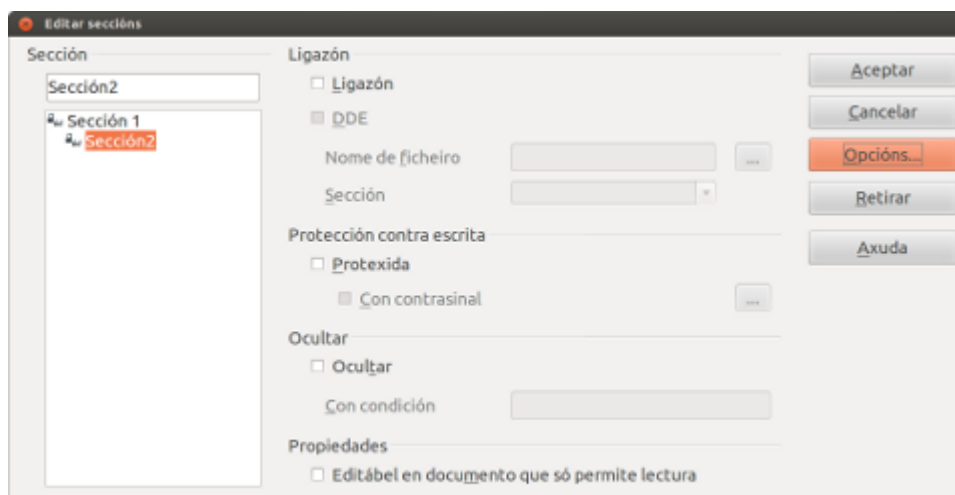 Editar seccións
Sección
Sección2
Sección 1
Sección2
Ligazón
Ligazón
DDE
Nome de ficheiro
...
Sección
Protección contra escrita
Protexida
Con contrasinal
...
Ocultar
Ocultar
Con condición
Propiedades
Editábel en documento que só permite lectura
Aceptar
Cancelar
Opcións...
Retirar
Axuda